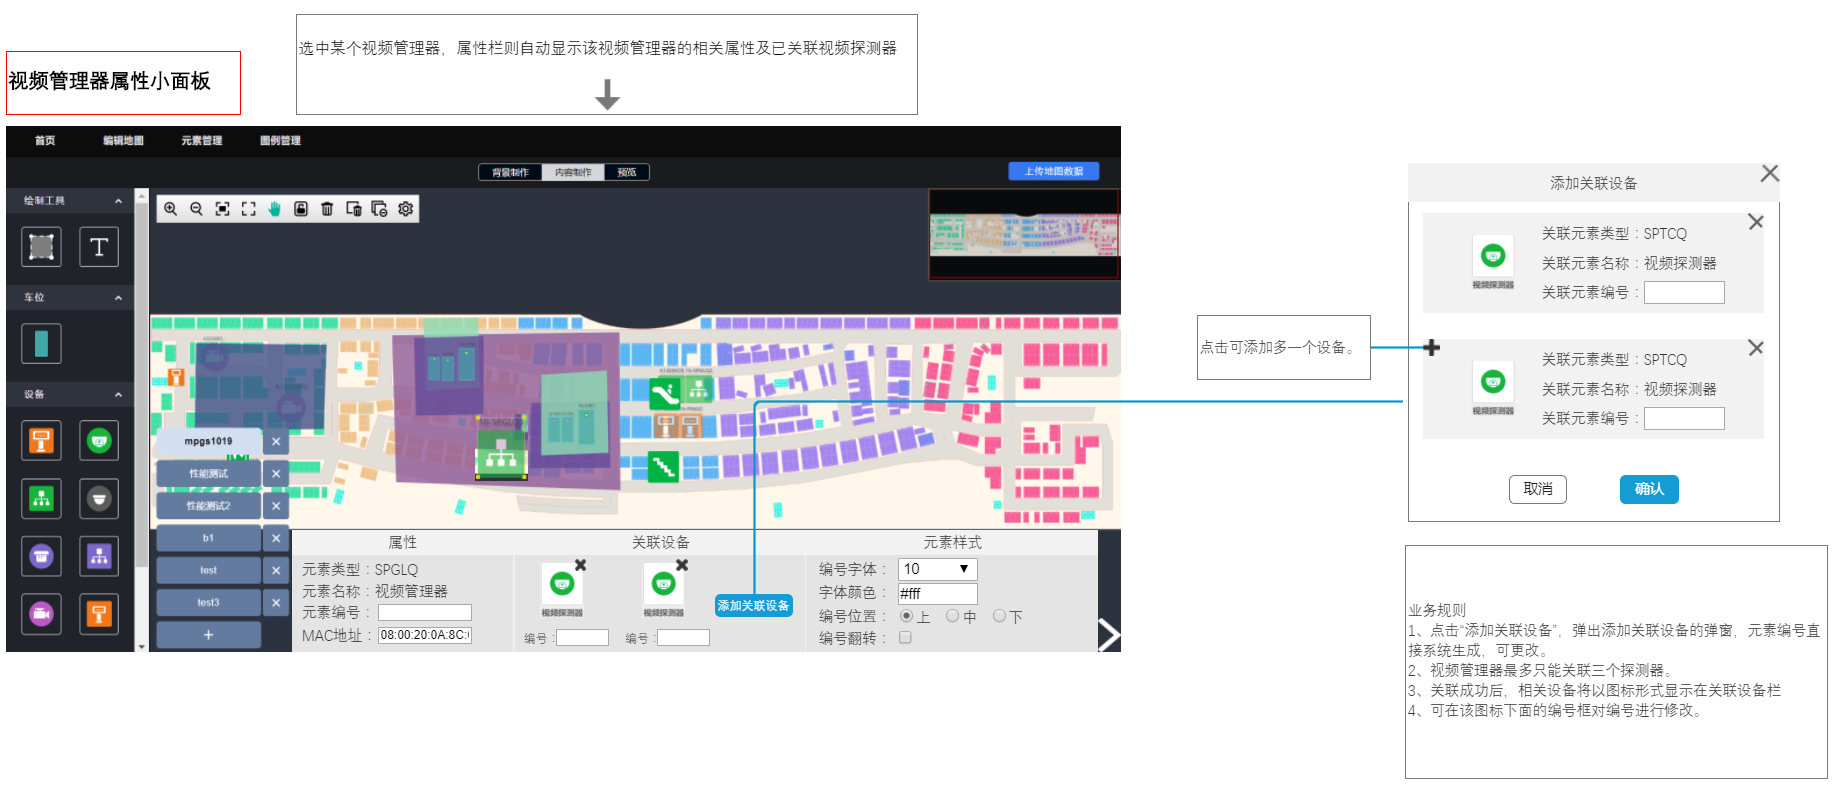 选中某个视频管理器，属性栏则自动显示该视频管理器的相关属性及已关联视频探测器
视频管理器属性小面板
首页 编辑地图 元素管理 图例管理
背景制作 内容制作 预览
上传地图数据
绘制工具
T
车位
设备
mpgs1019 ×
性能测试 ×
性能测试2 ×
b1 ×
test ×
test3 ×
+
属性
元素类型：SPGLQ
元素名称：视频管理器
元素编号：
MAC地址：08:00:20:0A:8C:
关联设备
视频探测器 视频探测器
编号： 编号：
添加关联设备
元素样式
编号字体： 10
字体颜色： #fff
编号位置： 上 中 下
编号翻转：
点击可添加多一个设备。
添加关联设备
关联元素类型：SPTCQ
关联元素名称：视频探测器
视频探测器
关联元素编号：
关联元素类型：SPTCQ
关联元素名称：视频探测器
视频探测器
关联元素编号：
取消 确认
业务规则
1、点击“添加关联设备”，弹出添加关联设备的弹窗，元素编号直
接系统生成，可更改。
2、视频管理器最多只能关联三个探测器。
3、关联成功后，相关设备将以图标形式显示在关联设备栏
4、可在该图标下面的编号框对编号进行修改。